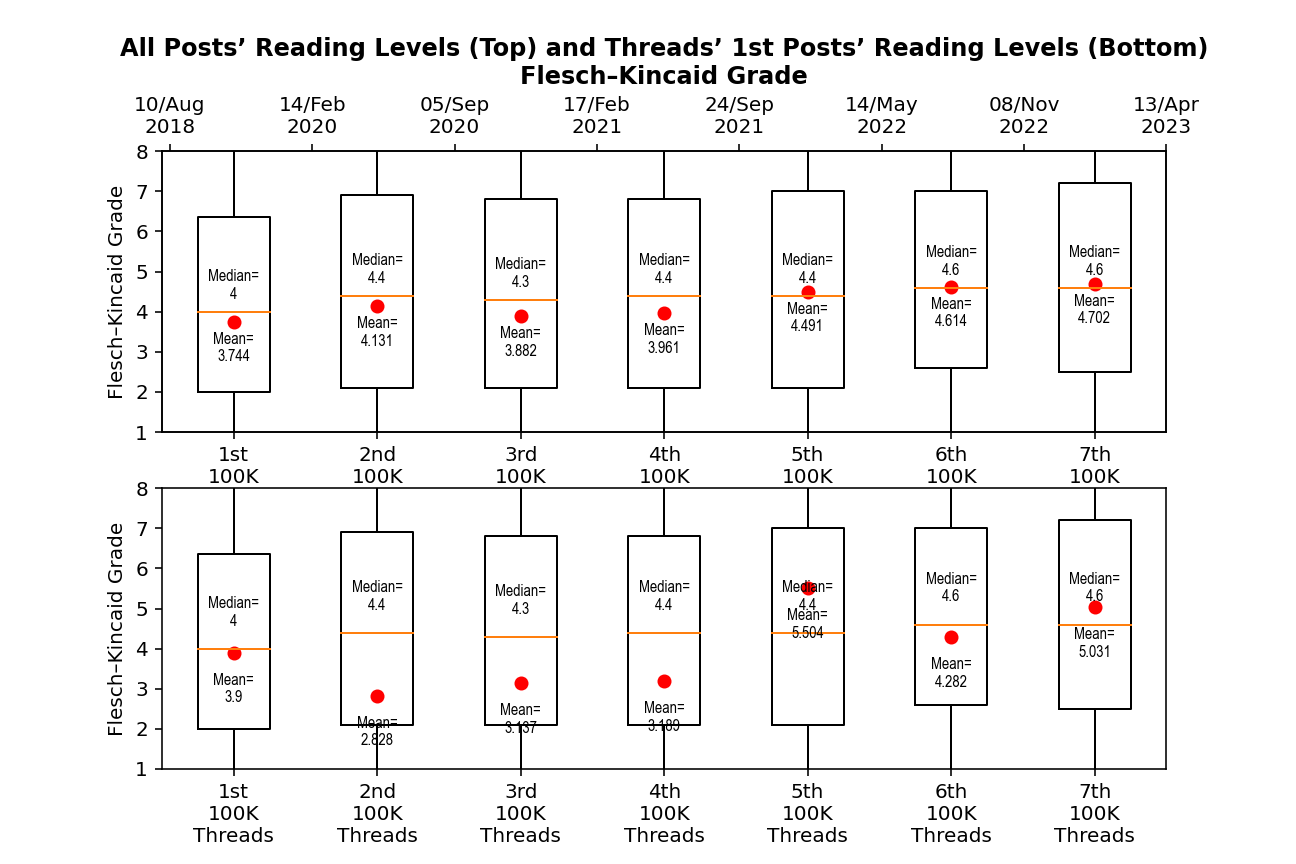 All Posts’ Reading Levels (Top) and Threads’ 1st Posts’ Reading Levels (Bottom)
Flesch–Kincaid Grade
10/Aug 14/Feb 05/Sep 17/Feb 24/Sep 14/May 08/Nov 13/Apr
2018 2020 2020 2021 2021 2022 2022 2023
Flesch–Kincaid Grade
8
7
6
5
4
3
2
1
Median=
4
Mean=
3.744
Median=
4.4
Mean=
4.131
Median=
4.3
Mean=
3.882
Median=
4.4
Mean=
3.961
Median=
4.4
Mean=
4.491
Median=
4.6
Mean=
4.614
Median=
4.6
Mean=
4.702
1st 2nd 3rd 4th 5th 6th 7th
100K 100K 100K 100K 100K 100K 100K
Flesch–Kincaid Grade
8
7
6
5
4
3
2
1
Median=
4
Mean=
3.9
Median=
4.4
Mean=
2.828
Median=
4.3
Mean=
3.137
Median=
4.4
Mean=
3.189
Median=
4.4
Mean=
5.504
Median=
4.6
Mean=
4.282
Median=
4.6
Mean=
5.031
1st 2nd 3rd 4th 5th 6th 7th
100K 100K 100K 100K 100K 100K 100K
Threads Threads Threads Threads Threads Threads Threads